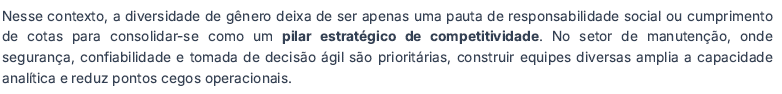 Nesse contexto, a diversidade de gênero deixa de ser apenas uma pauta de responsabilidade social ou cumprimento
de cotas para consolidar-se como um pilar estratégico de competitividade. No setor de manutenção, onde
segurança, confiabilidade e tomada de decisão ágil são prioritárias, construir equipes diversas amplia a capacidade
analítica e reduz pontos cegos operacionais.